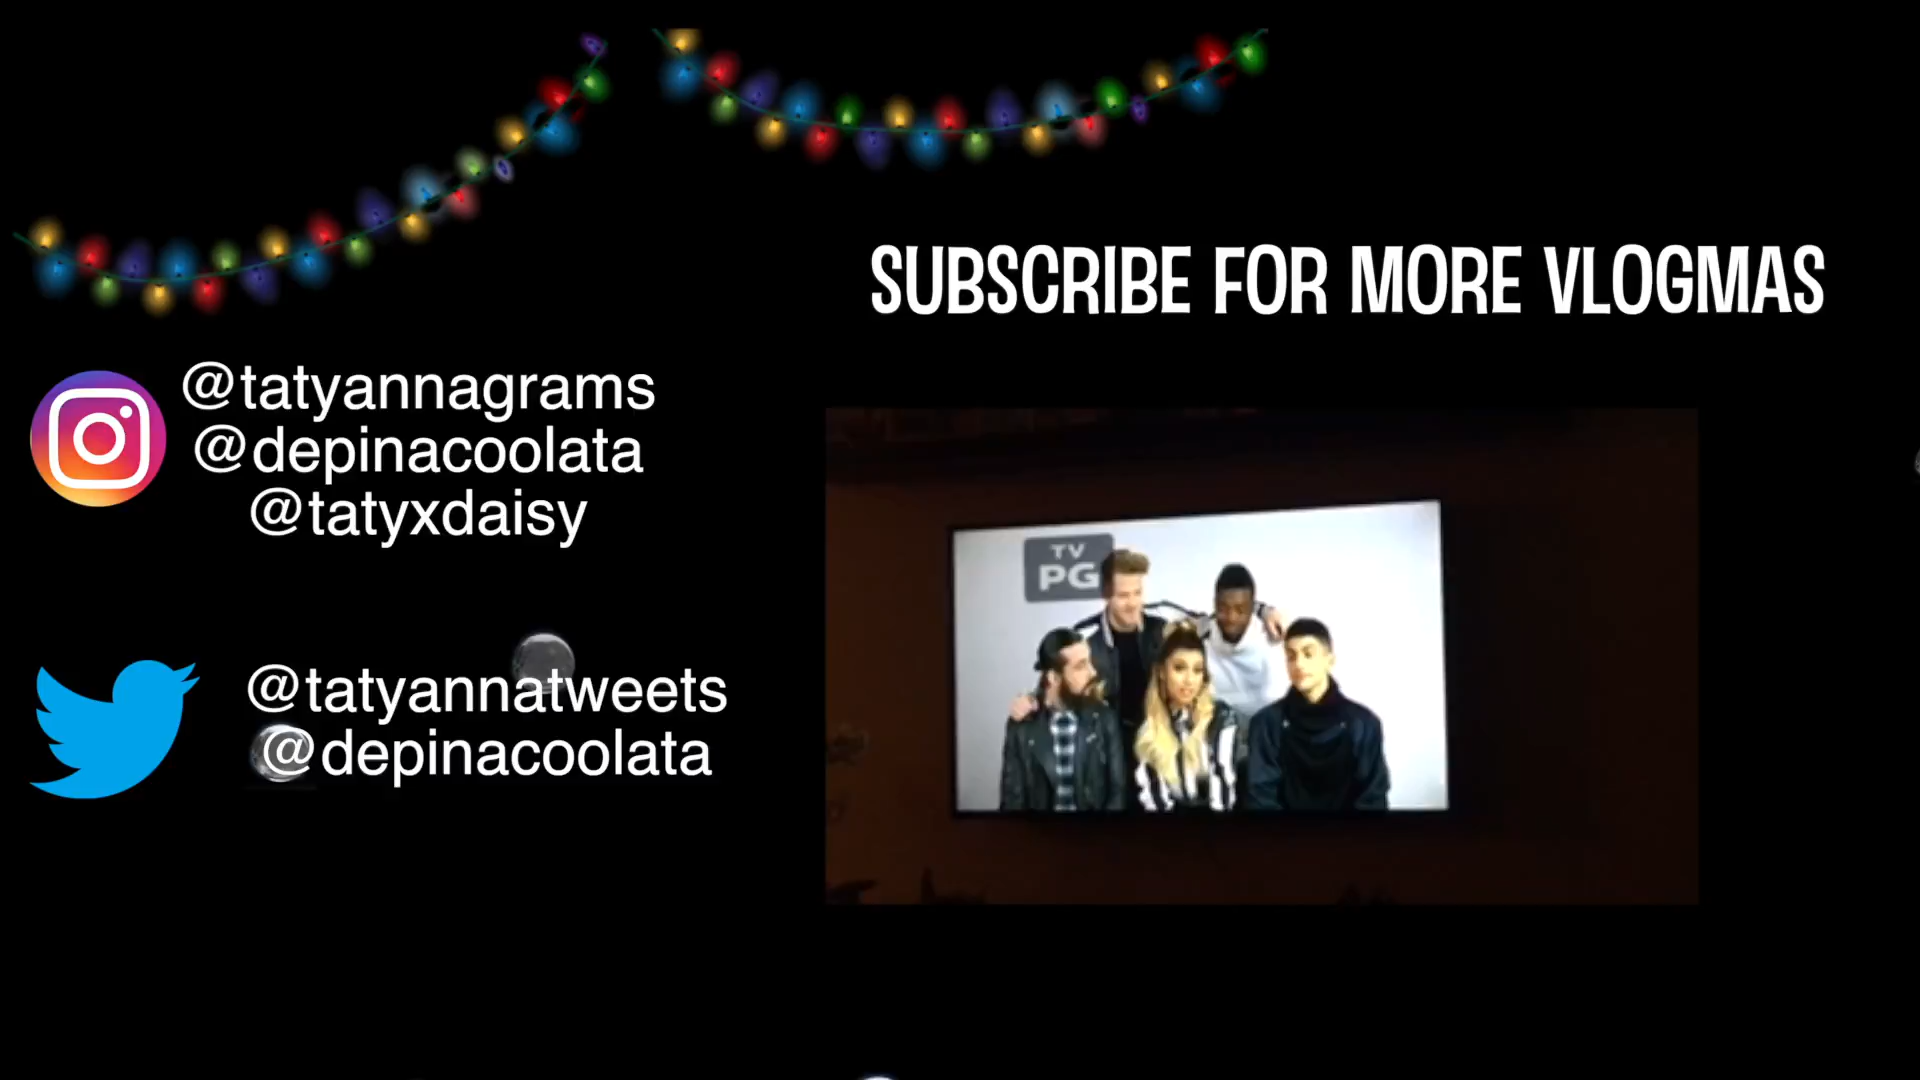 SUBSCRIBE FOR MORE VLOGMAS
@tatyannagrams
@depinacoolata
@tatyxdaisy
@tatyannatweets
@depinacoolata
TV
PG